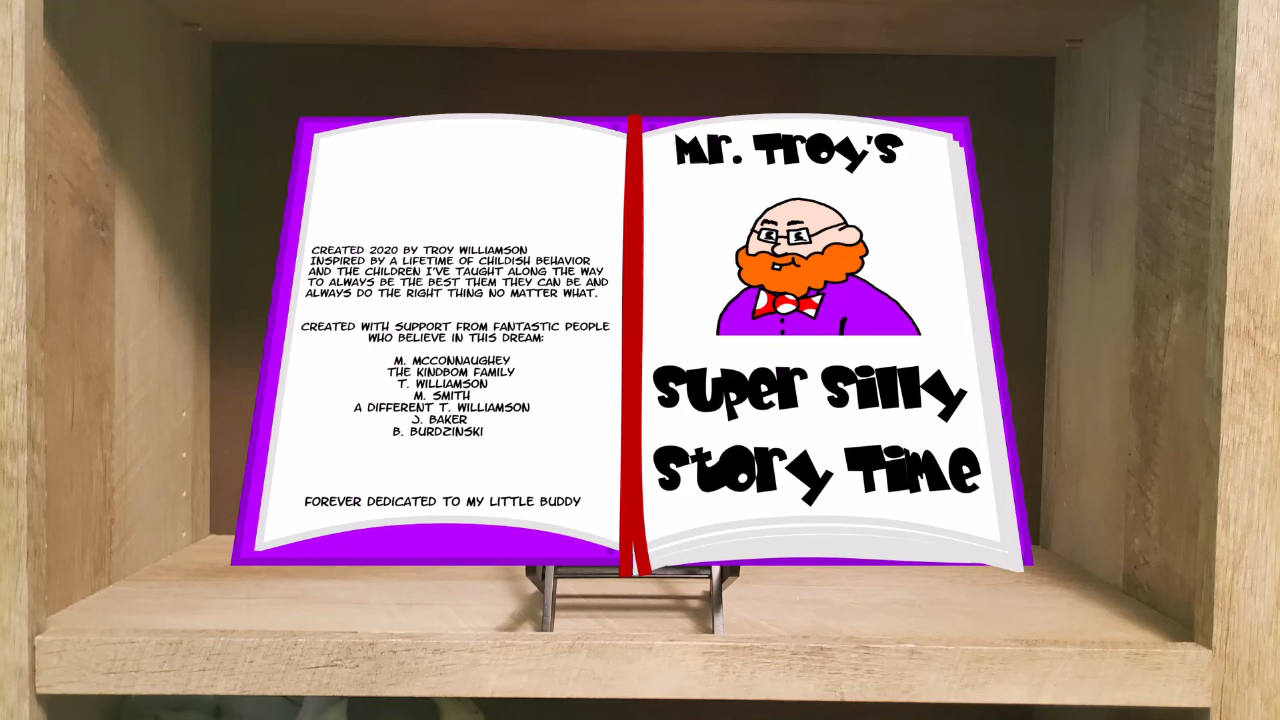 CREATED 2020 BY TROY WILLIAMSON
INSPIRED BY A LIFETIME OF CHILDISH BEHAVIOR
AND THE CHILDREN I'VE TAUGHT ALONG THE WAY
TO ALWAYS BE THE BEST THEM THEY CAN BE AND
ALWAYS DO THE RIGHT THING NO MATTER WHAT.
CREATED WITH SUPPORT FROM FANTASTIC PEOPLE
WHO BELIEVE IN THIS DREAM:
M. MCCONNAUGHEY
THE KINDBOM FAMILY
T. WILLIAMSON
M. SMITH
A DIFFERENT T. WILLIAMSON
J. BAKER
B. BURDZINSKI
FOREVER DEDICATED TO MY LITTLE BUDDY
Mr. Troy's
Super Silly
Story Time